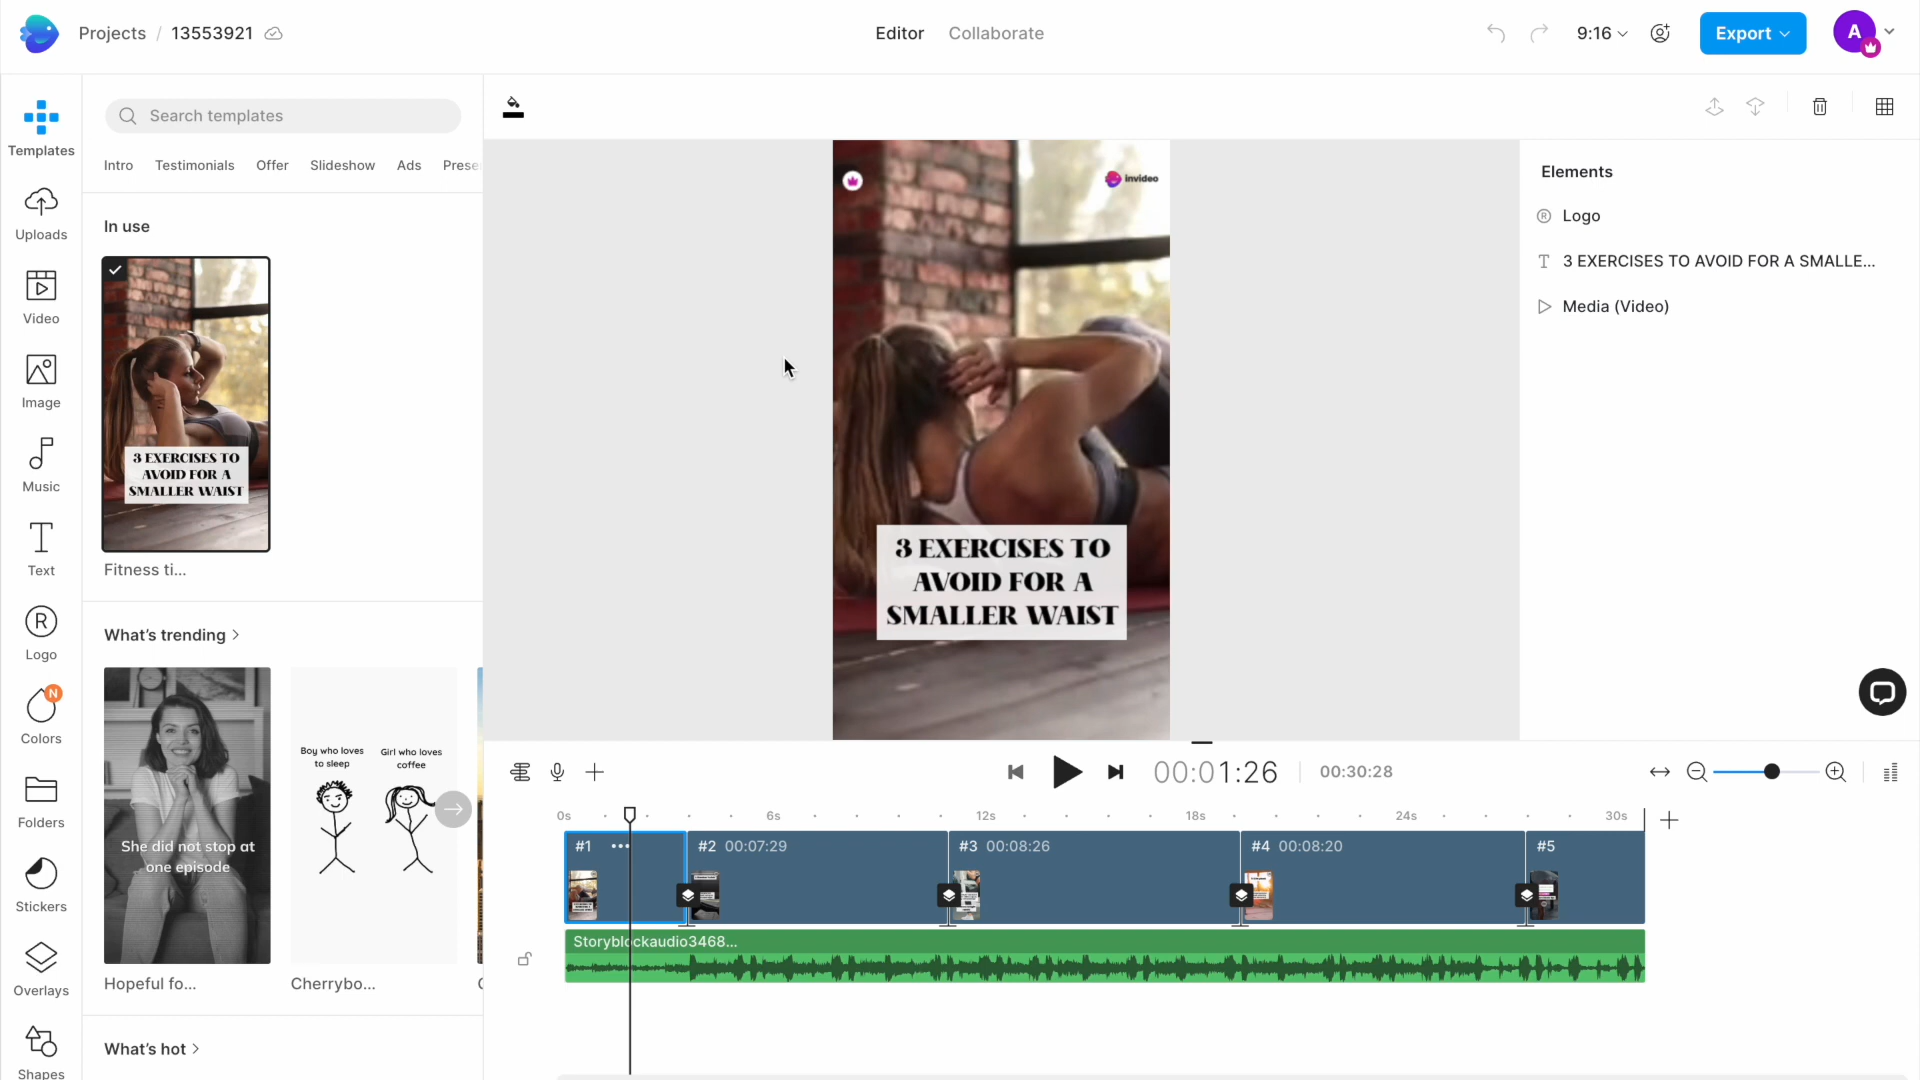 Projects / 13553921
Editor
Collaborate
9:16
Export
A
Templates
Uploads
Video
Image
Music
Text
R
Logo
N
Colors
Folders
Stickers
Overlays
Shapes
Search templates
Intro
Testimonials
Offer
Slideshow
Ads
Prese
In use
3 EXERCISES TO
AVOID FOR A
SMALLER WAIST
Fitness ti...
What's trending >
She did not stop at
one episode
Hopeful fo...
Boy who loves
to sleep
Girl who loves
coffee
Cherrybo...
What's hot >
invideo
3 EXERCISES TO
AVOID FOR A
SMALLER WAIST
Elements
R Logo
T 3 EXERCISES TO AVOID FOR A SMALLE...
Media (Video)
00:01:26
00:30:28
0s
6s
12s
18s
24s
30s
#1
#2 00:07:29
#3 00:08:26
#4 00:08:20
#5
Storyblockaudio3468...